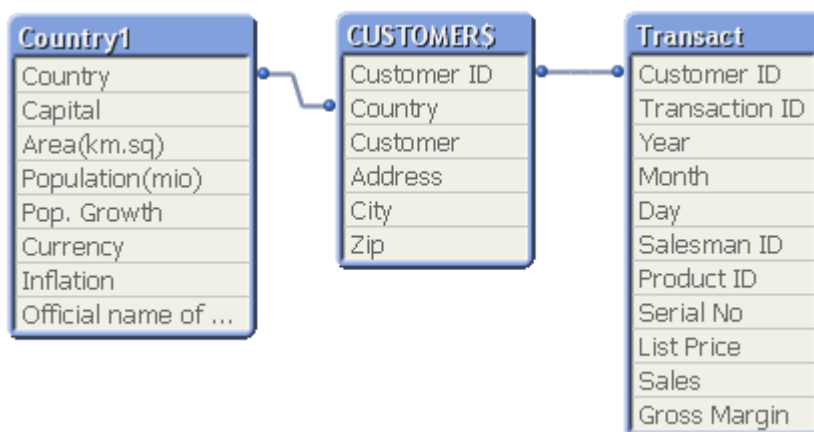 Country1
Country
Capital
Area(km.sq)
Population(mio)
Pop. Growth
Currency
Inflation
Official name of ...
CUSTOMER$
Customer ID
Country
Customer
Address
City
Zip
Transact
Customer ID
Transaction ID
Year
Month
Day
Salesman ID
Product ID
Serial No
List Price
Sales
Gross Margin